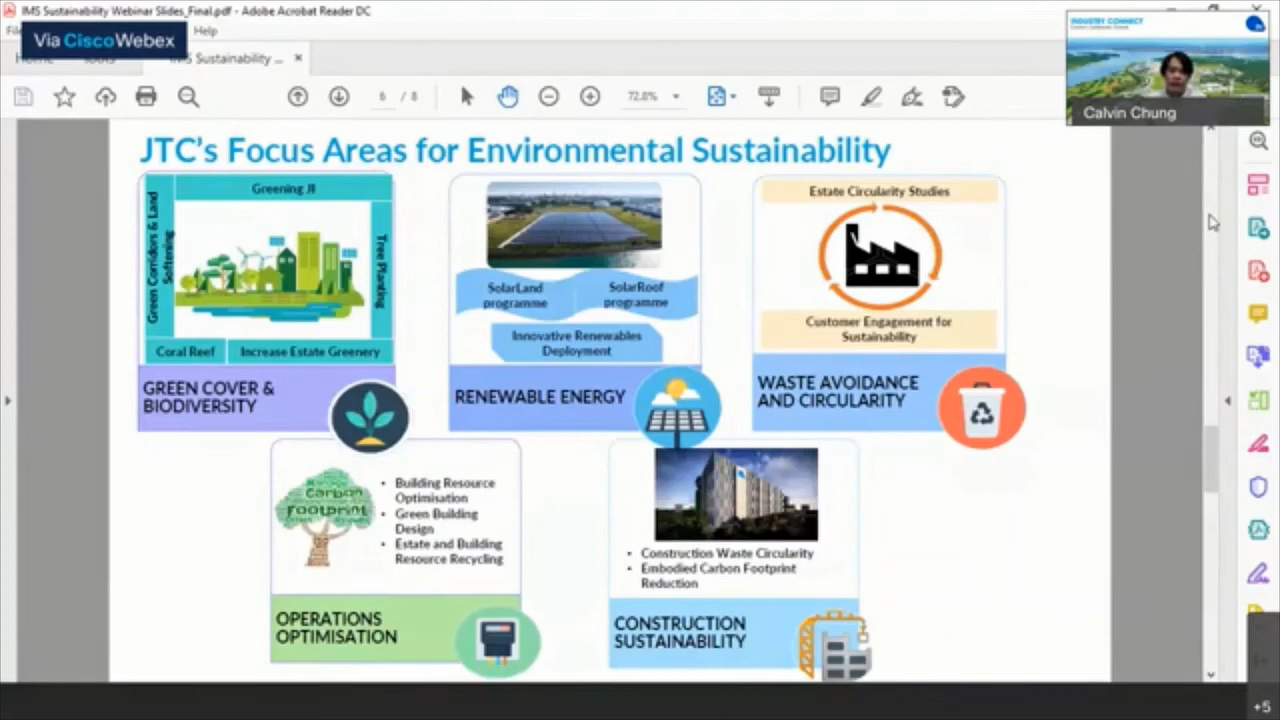 IMS Sustainability Webinar Slides_Final.pdf - Adobe Acrobat Reader DC
Via CiscoWebex
Help
IMS Sustainability ...
6 / 8
72.8%
INDUSTRY CONNECT
Calvin Chung
JTC's Focus Areas for Environmental Sustainability
Greening JI
Green Corridors & Land
Softening
Tree Planting
Coral Reef
Increase Estate Greenery
GREEN COVER &
BIODIVERSITY
SolarLand
programme
SolarRoof
programme
Innovative Renewables
Deployment
RENEWABLE ENERGY
Estate Circularity Studies
Customer Engagement for
Sustainability
WASTE AVOIDANCE
AND CIRCULARITY
Carbon
Footprint
• Building Resource
Optimisation
• Green Building
Design
• Estate and Building
Resource Recycling
OPERATIONS
OPTIMISATION
• Construction Waste Circularity
• Embodied Carbon Footprint
Reduction
CONSTRUCTION
SUSTAINABILITY
+5